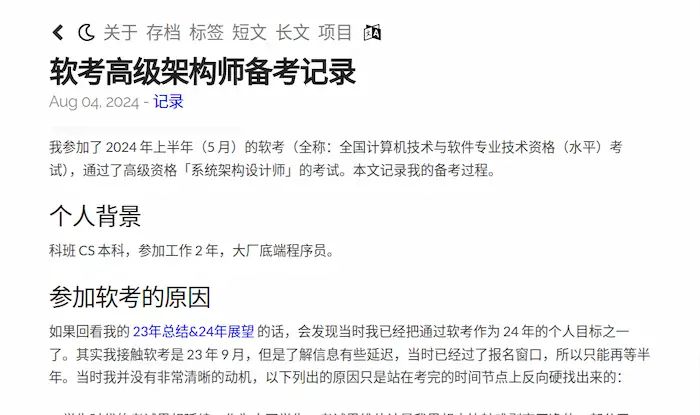 关于 存档 标签 短文 长文 项目
软考高级架构师备考记录
Aug 04, 2024 - 记录
我参加了 2024 年上半年（5 月）的软考（全称：全国计算机技术与软件专业技术资格（水平）考
试），通过了高级资格「系统架构设计师」的考试。本文记录我的备考过程。
个人背景
科班 CS 本科，参加工作 2 年，大厂底端程序员。
参加软考的原因
如果回看我的 23年总结&24年展望 的话，会发现当时我已经把通过软考作为 24 年的个人目标之一
了。其实我接触软考是 23 年 9 月，但是了解信息有些延迟，当时已经过了报名窗口，所以只能再等半
年。当时我并没有非常清晰的动机，以下列出的原因只是站在考完的时间节点上反向硬找出来的：